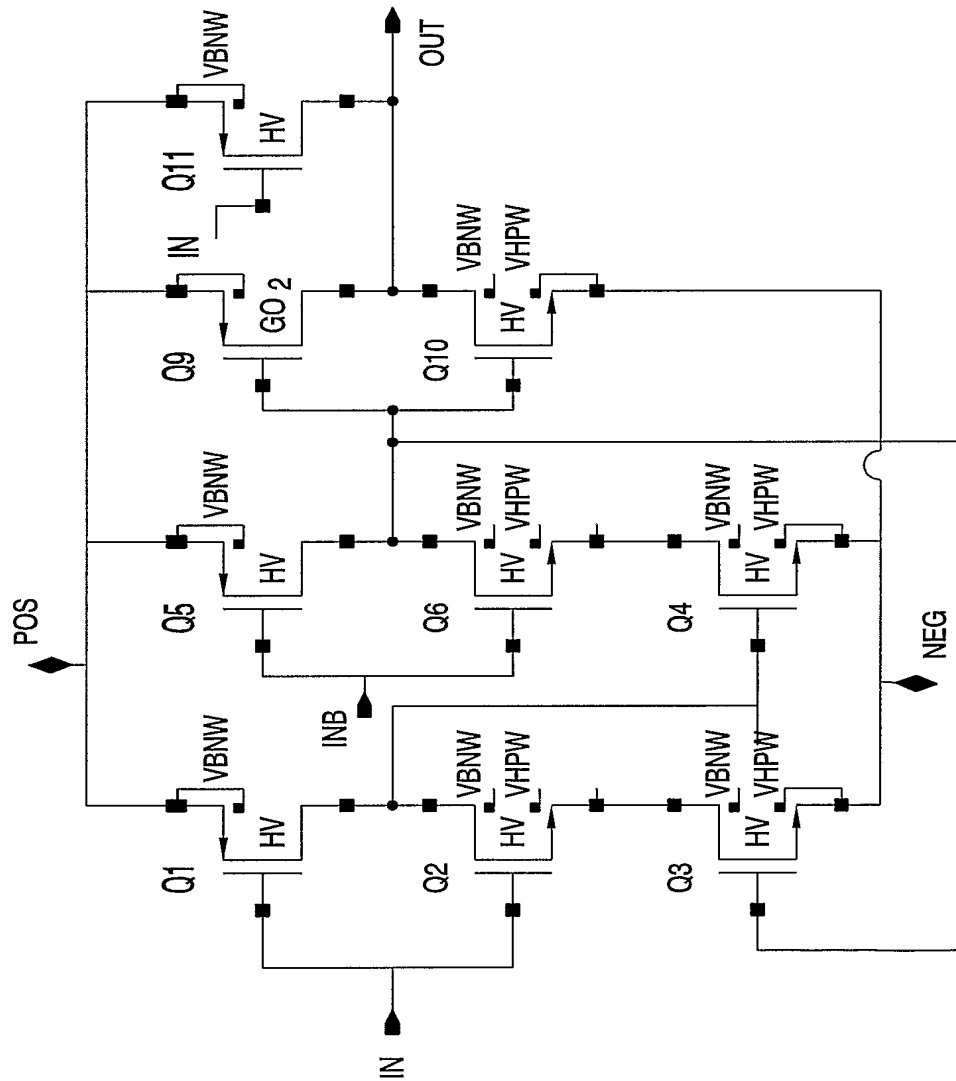 POS
VBNW VBNW VBNW
Q1 HV Q5 HV Q9 GO 2 IN Q11 HV
IN INB OUT
VBNW VBNW VBNW
VHPW VHPW VHPW
Q2 HV Q6 HV Q10 HV
VBNW VBNW
VHPW VHPW
Q3 HV Q4 HV
NEG